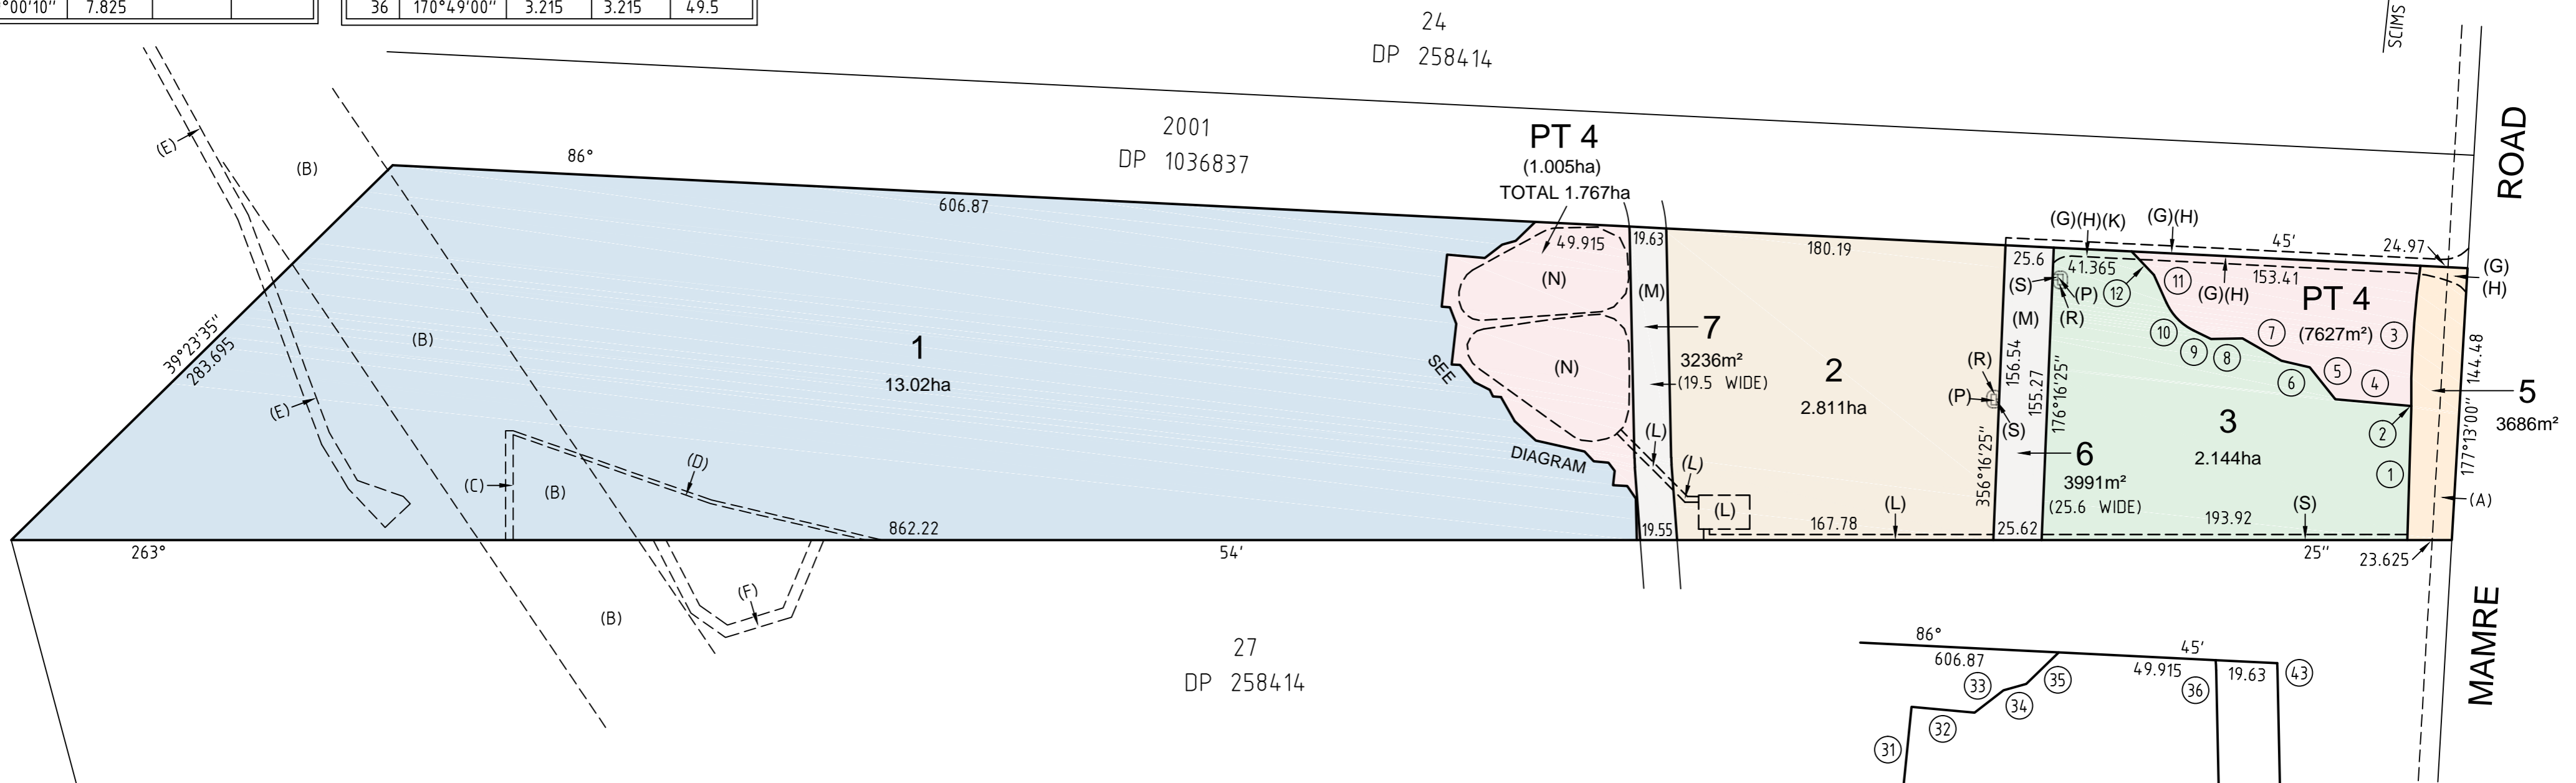 °00'10" 7.825
36 170°49'00" 3.215 3.215 49.5
24
DP 258414
SCIMS
2001
DP 1036837
86°
606.87
PT 4
(1.005ha)
TOTAL 1.767ha
49.915
19.63
180.19
(G)(H)(K)
(G)(H)
45'
24.97
ROAD
(E)
(B)
(N)
(M)
25.6
41.365
(S)
(P)
(R)
12
11
(G)(H)
153.41
PT 4
(7627m²)
(G)
(H)
39°23'35"
283.695
(B)
1
13.02ha
SEE
(N)
7
3236m²
(19.5 WIDE)
2
2.811ha
(M)
156.54
155.27
176°16'25"
356°16'25"
(R)
(P)
(S)
10
9
8
7
3
6
5
4
144.48
177°13'00"
5
3686m²
(E)
(C)
(B)
(D)
DIAGRAM
(L)
(L)
(L)
(L)
6
3991m²
(25.6 WIDE)
3
2.144ha
2
1
(S)
(A)
263°
862.22
54'
19.55
167.78
25.62
193.92
25"
23.625
(B)
(F)
27
DP 258414
MAMRE
86°
606.87
45'
49.915
19.63
33
34
35
36
43
32
31